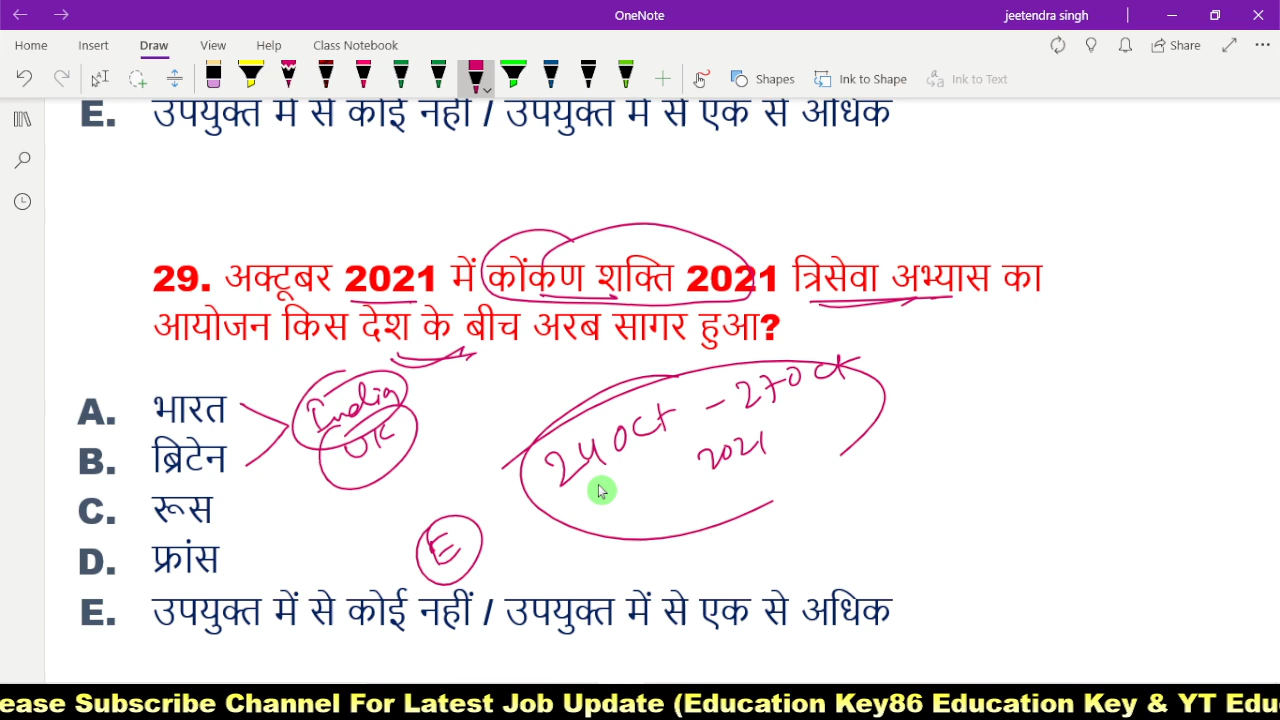 OneNote
jeetendra singh
Home Insert Draw View Help Class Notebook
Share
Shapes Ink to Shape Ink to Text
E. उपयुक्त में से कोई नहीं / उपयुक्त में से एक से अधिक
29. अक्टूबर 2021 में कोंकण शक्ति 2021 त्रिसेवा अभ्यास का
आयोजन किस देश के बीच अरब सागर हुआ?
A. भारत
B. ब्रिटेन
C. रूस
D. फ्रांस
E. उपयुक्त में से कोई नहीं / उपयुक्त में से एक से अधिक
India
UK
24 Oct - 27 Oct
2021
E
ease Subscribe Channel For Latest Job Update (Education Key86 Education Key & YT Edu